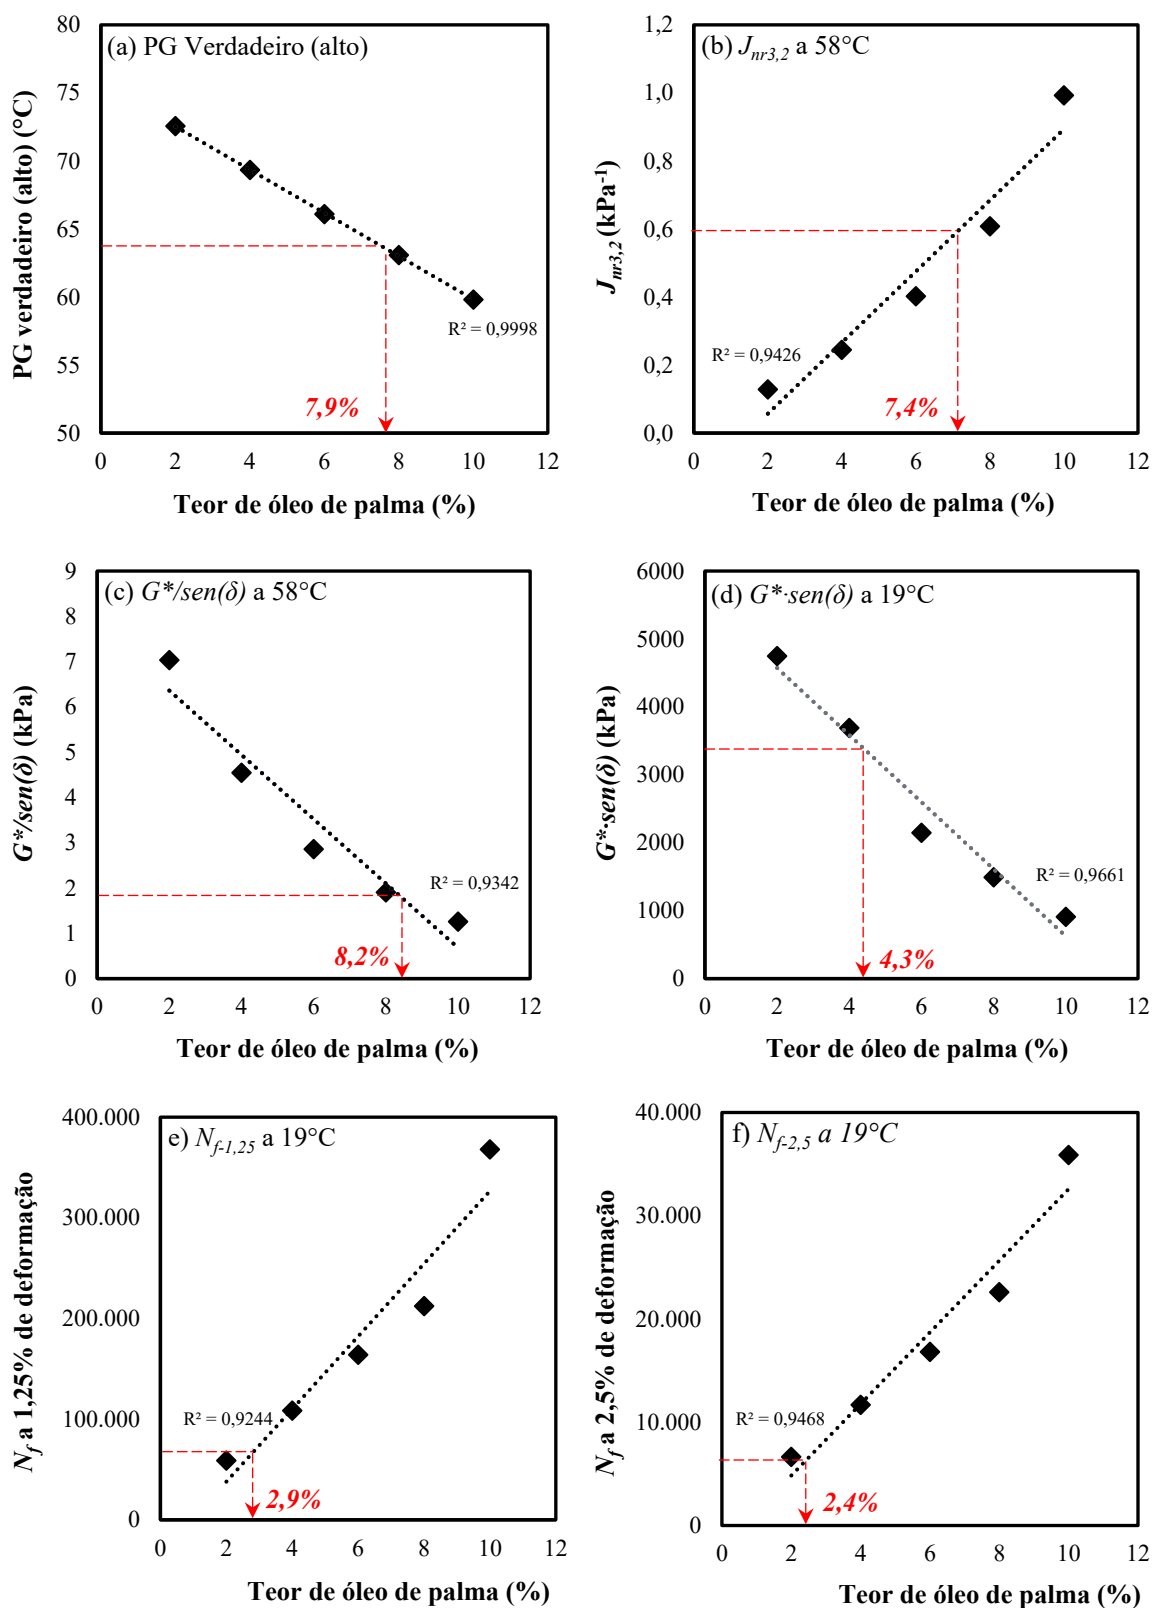 (a) PG Verdadeiro (alto)
PG verdadeiro (alto) (°C)
80
75
70
65
60
55
50
R² = 0,9998
7,9%
0 2 4 6 8 10 12
Teor de óleo de palma (%)
(b) Jnr3,2 a 58°C
Jnr3,2 (kPa-1)
1,2
1,0
0,8
0,6
0,4
0,2
0,0
R² = 0,9426
7,4%
0 2 4 6 8 10 12
Teor de óleo de palma (%)
(c) G*/sen(δ) a 58°C
G*/sen(δ) (kPa)
9
8
7
6
5
4
3
2
1
0
R² = 0,9342
8,2%
0 2 4 6 8 10 12
Teor de óleo de palma (%)
(d) G*·sen(δ) a 19°C
G*·sen(δ) (kPa)
6000
5000
4000
3000
2000
1000
0
R² = 0,9661
4,3%
0 2 4 6 8 10 12
Teor de óleo de palma (%)
e) Nf-1,25 a 19°C
Nf a 1,25% de deformação
400.000
300.000
200.000
100.000
0
R² = 0,9244
2,9%
0 2 4 6 8 10 12
Teor de óleo de palma (%)
f) Nf-2,5 a 19°C
Nf a 2,5% de deformação
40.000
30.000
20.000
10.000
0
R² = 0,9468
2,4%
0 2 4 6 8 10 12
Teor de óleo de palma (%)